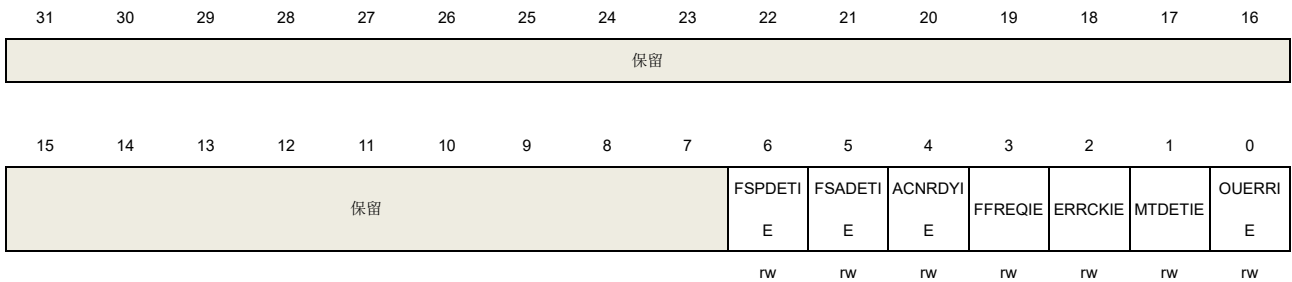 31 30 29 28 27 26 25 24 23 22 21 20 19 18 17 16
保留
15 14 13 12 11 10 9 8 7 6 5 4 3 2 1 0
保留 FSPDETI FSADETI ACNRDYI FFREQIE ERRCKIE MTDETIE OUERRI
E E E E
rw rw rw rw rw rw rw